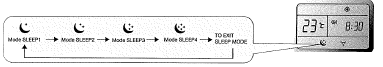 Mode SLEEP1
Mode SLEEP2
Mode SLEEP3
Mode SLEEP4
TO EXIT
SLEEP MODE
23°C
8:30